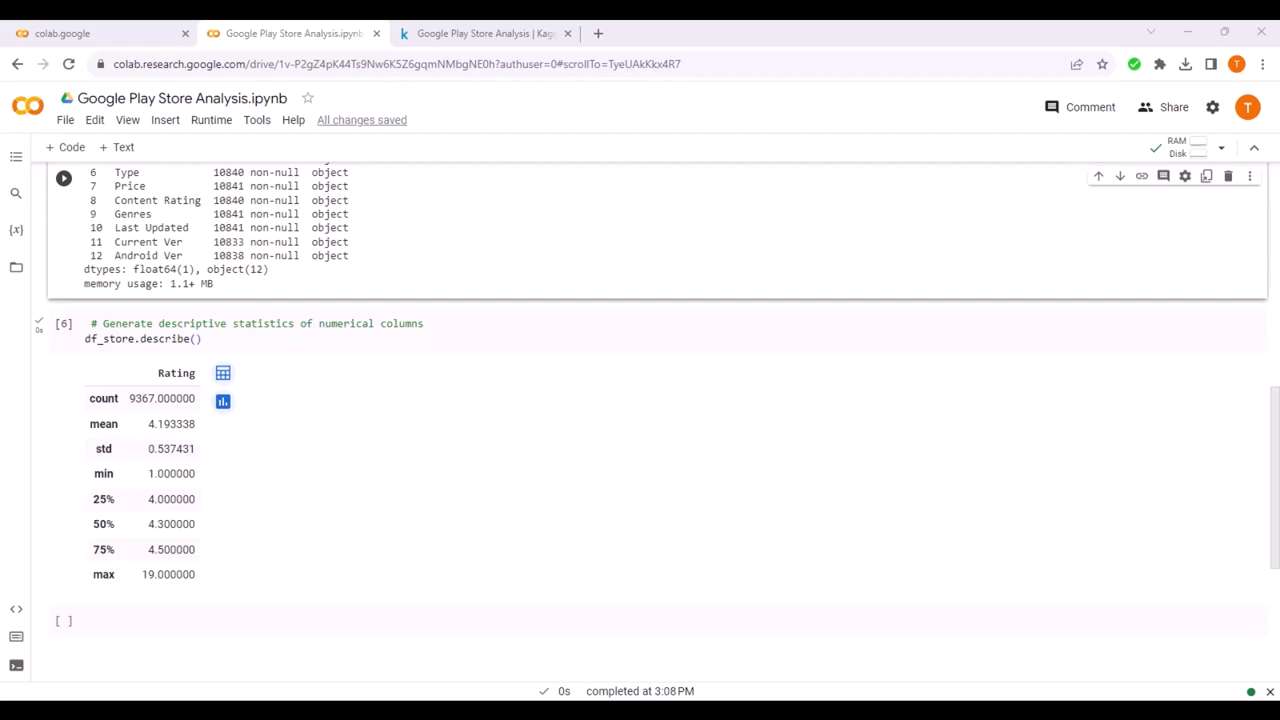 colab.google
Google Play Store Analysis.ipynb
Google Play Store Analysis | Kagg
colab.research.google.com/drive/1v-P2gZ4pK44Ts9Nw6K5Z6gqmNMbgNE0h?authuser=0#scrollTo=TyeUAkKkx4R7
T
Google Play Store Analysis.ipynb
File Edit View Insert Runtime Tools Help All changes saved
Comment Share T
+ Code + Text
RAM
Disk
6 Type 10840 non-null object
7 Price 10841 non-null object
8 Content Rating 10840 non-null object
9 Genres 10841 non-null object
10 Last Updated 10841 non-null object
11 Current Ver 10833 non-null object
12 Android Ver 10838 non-null object
dtypes: float64(1), object(12)
memory usage: 1.1+ MB
[6] # Generate descriptive statistics of numerical columns
0s
df_store.describe()
Rating
count 9367.000000
mean 4.193338
std 0.537431
min 1.000000
25% 4.000000
50% 4.300000
75% 4.500000
max 19.000000
[ ]
0s completed at 3:08 PM